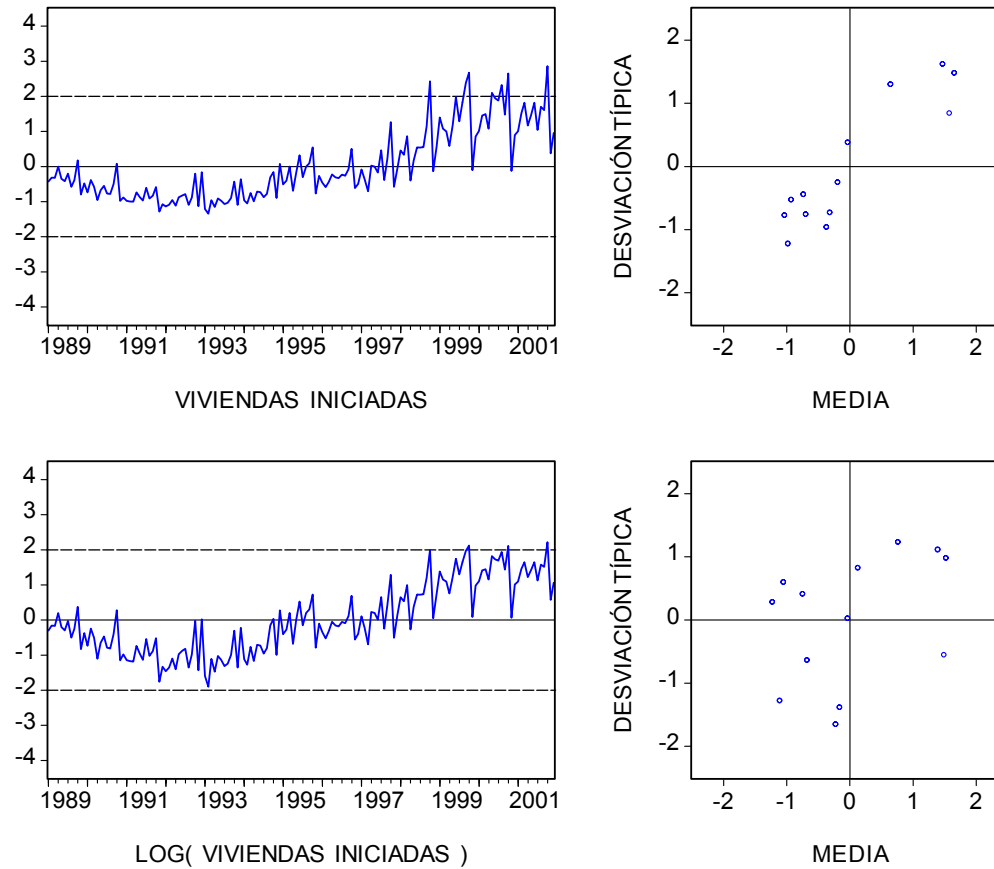 4
3
2
1
0
-1
-2
-3
-4
1989 1991 1993 1995 1997 1999 2001
VIVIENDAS INICIADAS
DESVIACIÓN TÍPICA
2
1
0
-1
-2
-2 -1 0 1 2
MEDIA
4
3
2
1
0
-1
-2
-3
-4
1989 1991 1993 1995 1997 1999 2001
LOG( VIVIENDAS INICIADAS )
DESVIACIÓN TÍPICA
2
1
0
-1
-2
-2 -1 0 1 2
MEDIA